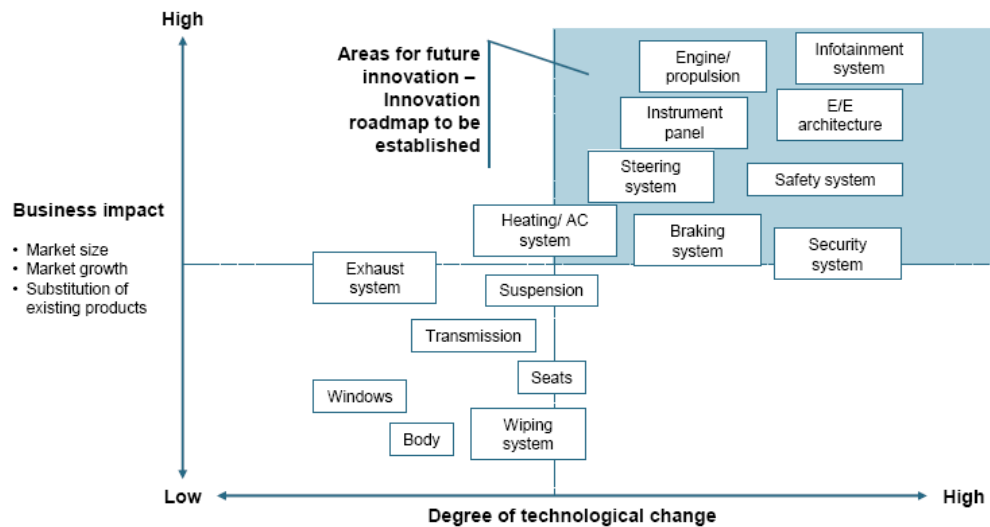 High
Areas for future
innovation –
Innovation
roadmap to be
established
Engine/
propulsion
Infotainment
system
Instrument
panel
E/E
architecture
Steering
system
Safety system
Business impact
• Market size
• Market growth
• Substitution of
existing products
Heating/ AC
system
Braking
system
Security
system
Exhaust
system
Suspension
Transmission
Seats
Windows
Body
Wiping
system
Low
High
Degree of technological change